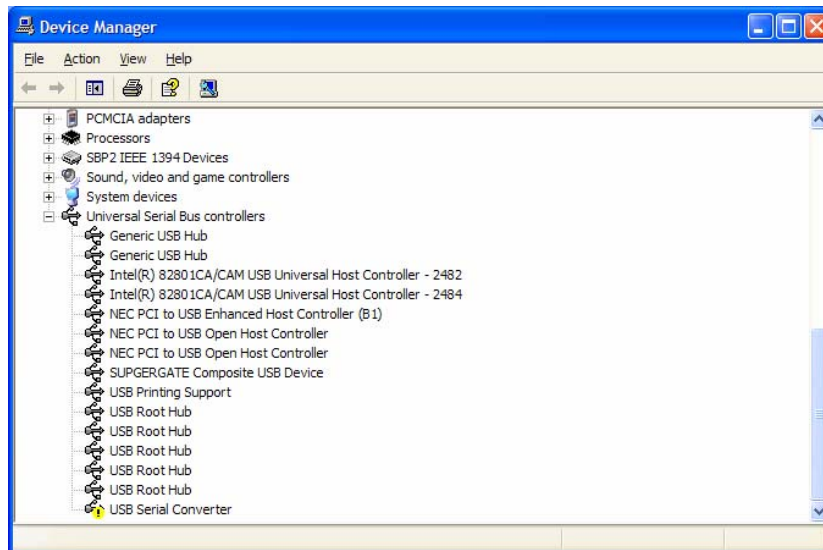 Device Manager
File Action View Help
PCMCIA adapters
Processors
SBP2 IEEE 1394 Devices
Sound, video and game controllers
System devices
Universal Serial Bus controllers
Generic USB Hub
Generic USB Hub
Intel(R) 82801CA/CAM USB Universal Host Controller - 2482
Intel(R) 82801CA/CAM USB Universal Host Controller - 2484
NEC PCI to USB Enhanced Host Controller (B1)
NEC PCI to USB Open Host Controller
NEC PCI to USB Open Host Controller
SUPGERGATE Composite USB Device
USB Printing Support
USB Root Hub
USB Root Hub
USB Root Hub
USB Root Hub
USB Root Hub
USB Serial Converter